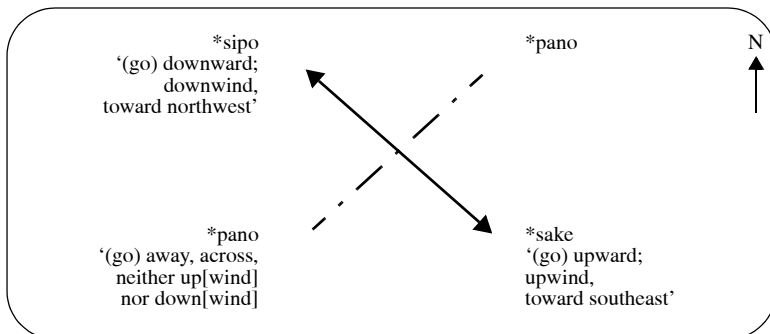 *sipo
‘(go) downward;
downwind,
toward northwest’
*pano
N
*pano
‘(go) away, across,
neither up[wind]
nor down[wind]
*sake
‘(go) upward;
upwind,
toward southeast’